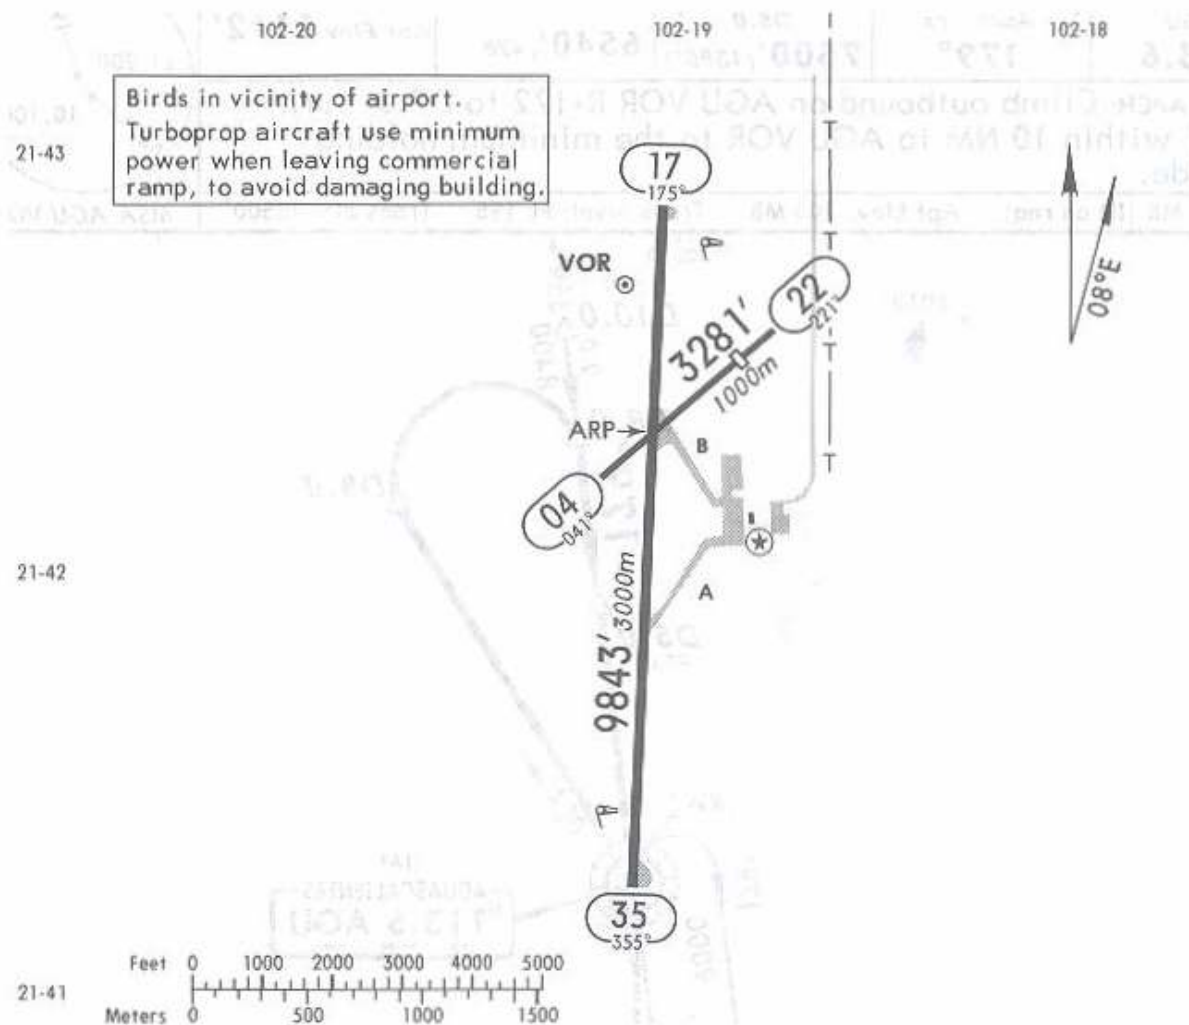 102-20
102-19
102-18
Birds in vicinity of airport.
Turboprop aircraft use minimum
power when leaving commercial
ramp, to avoid damaging building.
21-43
17
175°
VOR
22
221°
08°E
3281'
1000m
ARP
B
04
041°
21-42
A
9843' 3000m
35
355°
Feet 0 1000 2000 3000 4000 5000
21-41
Meters 0 500 1000 1500